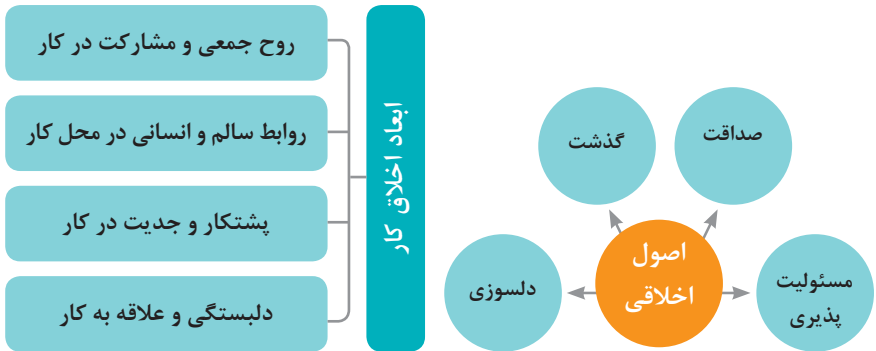 صداقت
گذشت
اصول
اخلاقی
مسئولیت
پذیری
دلسوزی
ابعاد اخلاق کار
روح جمعی و مشارکت در کار
روابط سالم و انسانی در محل کار
پشتکار و جدیت در کار
دلبستگی و علاقه به کار